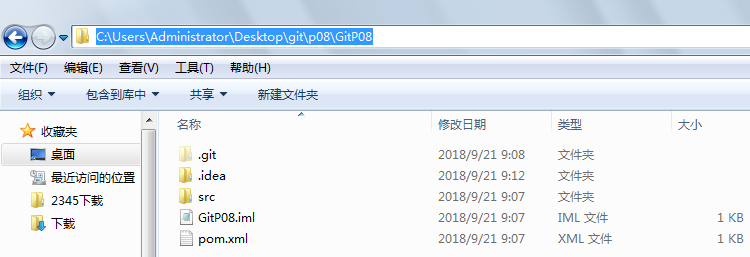 C:\Users\Administrator\Desktop\git\p08\GitP08
文件(F) 编辑(E) 查看(V) 工具(T) 帮助(H)
组织 包含到库中 共享 新建文件夹
收藏夹
桌面
最近访问的位置
2345下载
下载
名称 修改日期 类型 大小
.git 2018/9/21 9:08 文件夹
.idea 2018/9/21 9:12 文件夹
src 2018/9/21 9:07 文件夹
GitP08.iml 2018/9/21 9:07 IML 文件 1 KB
pom.xml 2018/9/21 9:07 XML 文件 1 KB